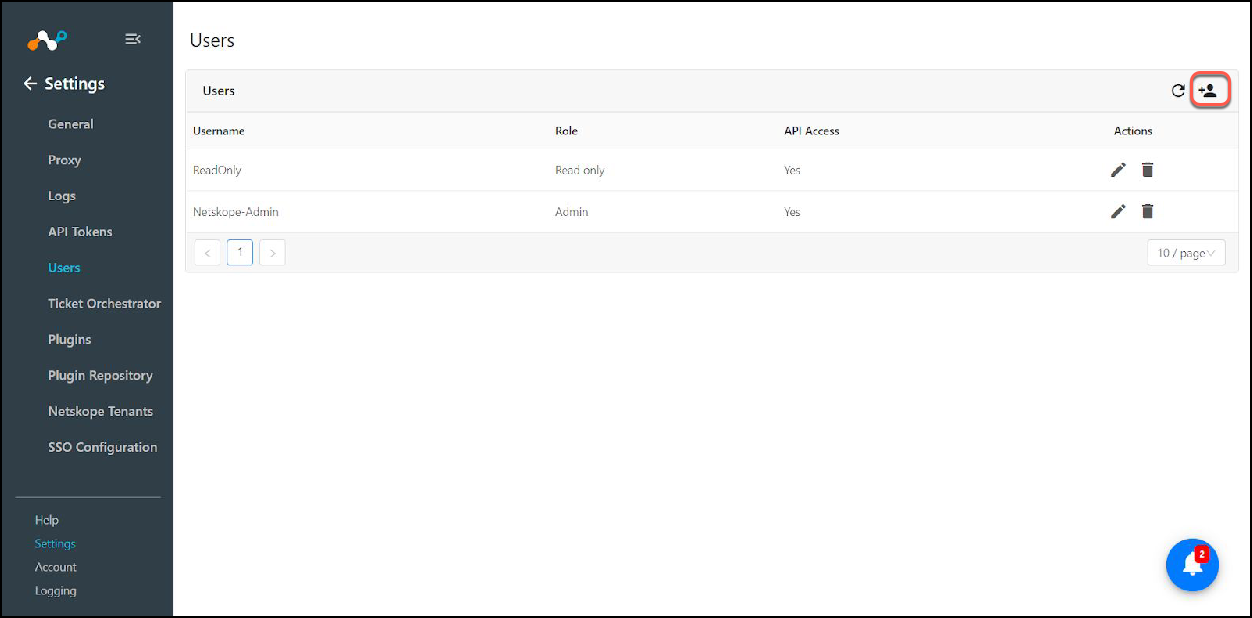 Users
Settings
General
Proxy
Logs
API Tokens
Users
Ticket Orchestrator
Plugins
Plugin Repository
Netskope Tenants
SSO Configuration
Help
Settings
Account
Logging
Users
Username Role API Access Actions
ReadOnly Read only Yes
Netskope-Admin Admin Yes
< 1 > 10 / page
2